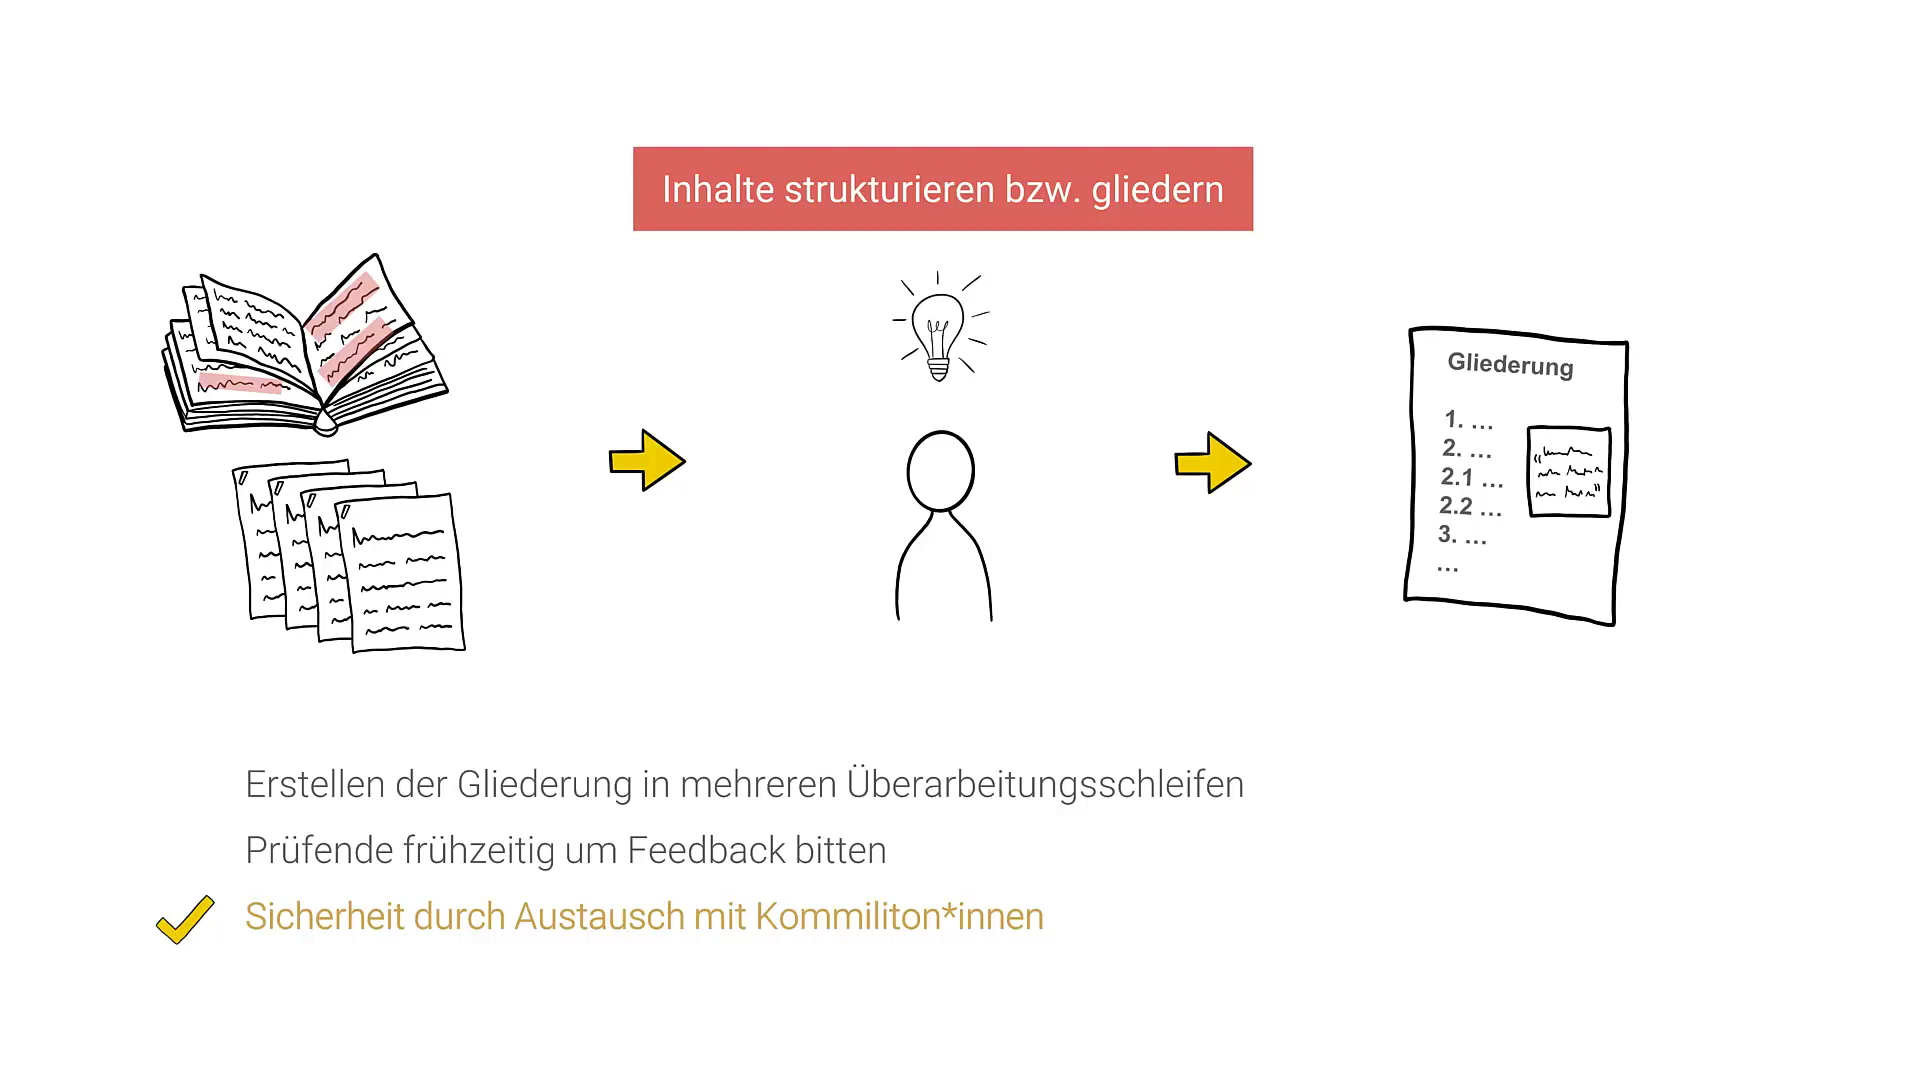 Inhalte strukturieren bzw. gliedern
Gliederung
1. ...
2. ...
2.1 ...
2.2 ...
3. ...
...
Erstellen der Gliederung in mehreren Überarbeitungsschleifen
Prüfende frühzeitig um Feedback bitten
Sicherheit durch Austausch mit Kommiliton*innen